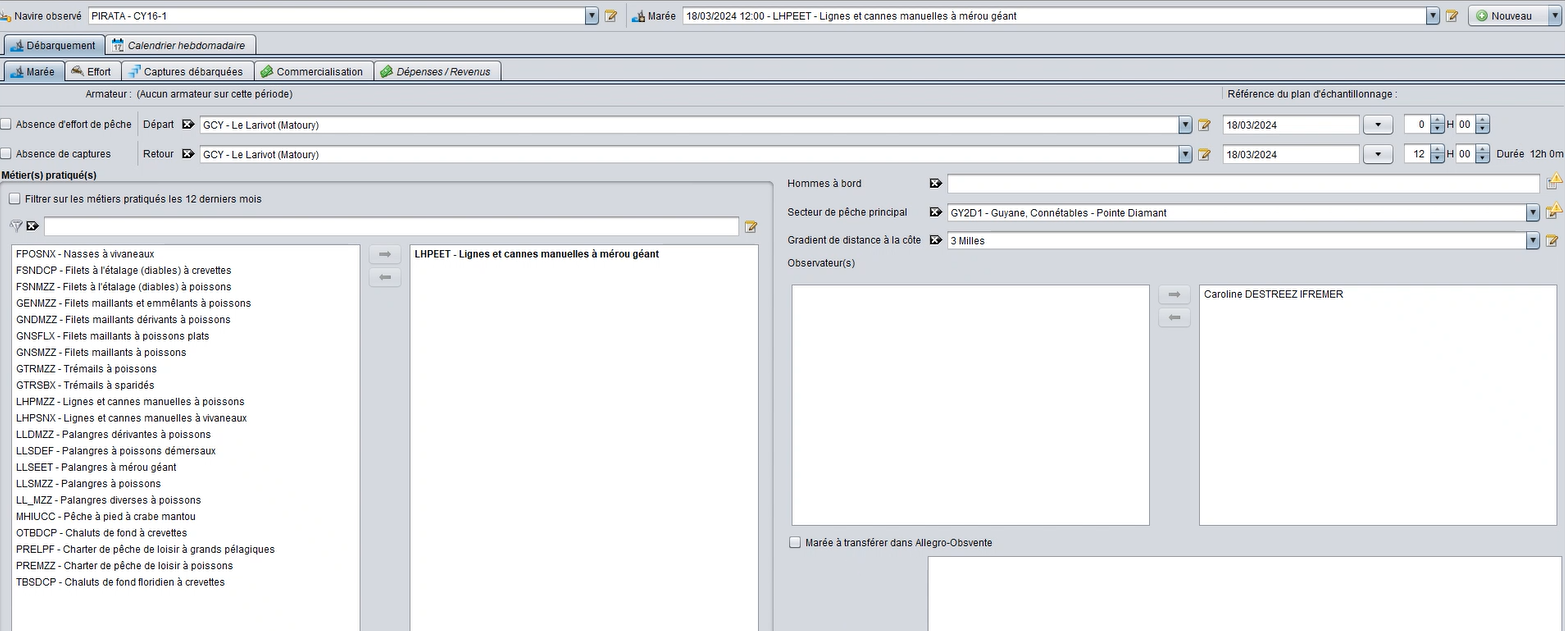 Navire observé PIRATA - CY16-1 Marée 18/03/2024 12:00 - LHPEET - Lignes et cannes manuelles à mérou géant Nouveau
Débarquement Calendrier hebdomadaire
Marée Effort Captures débarquées Commercialisation Dépenses / Revenus
Armateur : (Aucun armateur sur cette période) Référence du plan d'échantillonnage :
Absence d'effort de pêche Départ GCY - Le Larivot (Matoury) 18/03/2024 0 H 00
Absence de captures Retour GCY - Le Larivot (Matoury) 18/03/2024 12 H 00 Durée 12h 0m
Métier(s) pratiqué(s)
Filtrer sur les métiers pratiqués les 12 derniers mois
FPOSNX - Nasses à vivaneaux
FSNDCP - Filets à l'étalage (diables) à crevettes
FSNMZZ - Filets à l'étalage (diables) à poissons
GENMZZ - Filets maillants et emmêlants à poissons
GNDMZZ - Filets maillants dérivants à poissons
GNSFLX - Filets maillants à poissons plats
GNSMZZ - Filets maillants à poissons
GTRMZZ - Trémails à poissons
GTRSBX - Trémails à sparidés
LHPMZZ - Lignes et cannes manuelles à poissons
LHPSNX - Lignes et cannes manuelles à vivaneaux
LLDMZZ - Palangres dérivantes à poissons
LLSDEF - Palangres à poissons démersaux
LLSEET - Palangres à mérou géant
LLSMZZ - Palangres à poissons
LL_MZZ - Palangres diverses à poissons
MHIUCC - Pêche à pied à crabe mantou
OTBDCP - Chaluts de fond à crevettes
PRELPF - Charter de pêche de loisir à grands pélagiques
PREMZZ - Charter de pêche de loisir à poissons
TBSDCP - Chaluts de fond floridien à crevettes
LHPEET - Lignes et cannes manuelles à mérou géant
Hommes à bord
Secteur de pêche principal GY2D1 - Guyane, Connétables - Pointe Diamant
Gradient de distance à la côte 3 Milles
Observateur(s)
Caroline DESTREEZ IFREMER
Marée à transférer dans Allegro-Obsvente